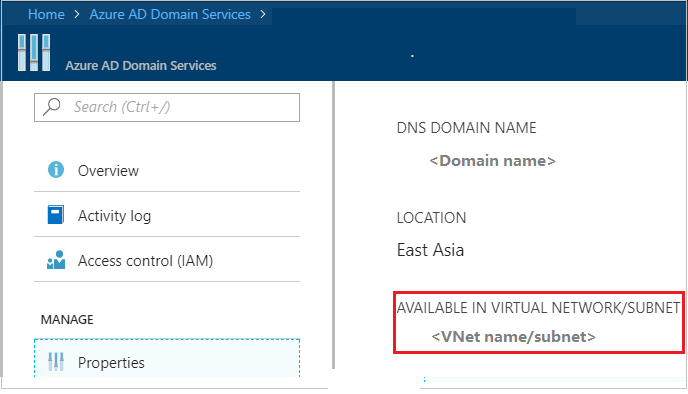 Home > Azure AD Domain Services >
Azure AD Domain Services
Search (Ctrl+/)
Overview
Activity log
Access control (IAM)
MANAGE
Properties
DNS DOMAIN NAME
<Domain name>
LOCATION
East Asia
AVAILABLE IN VIRTUAL NETWORK/SUBNET
<VNet name/subnet>